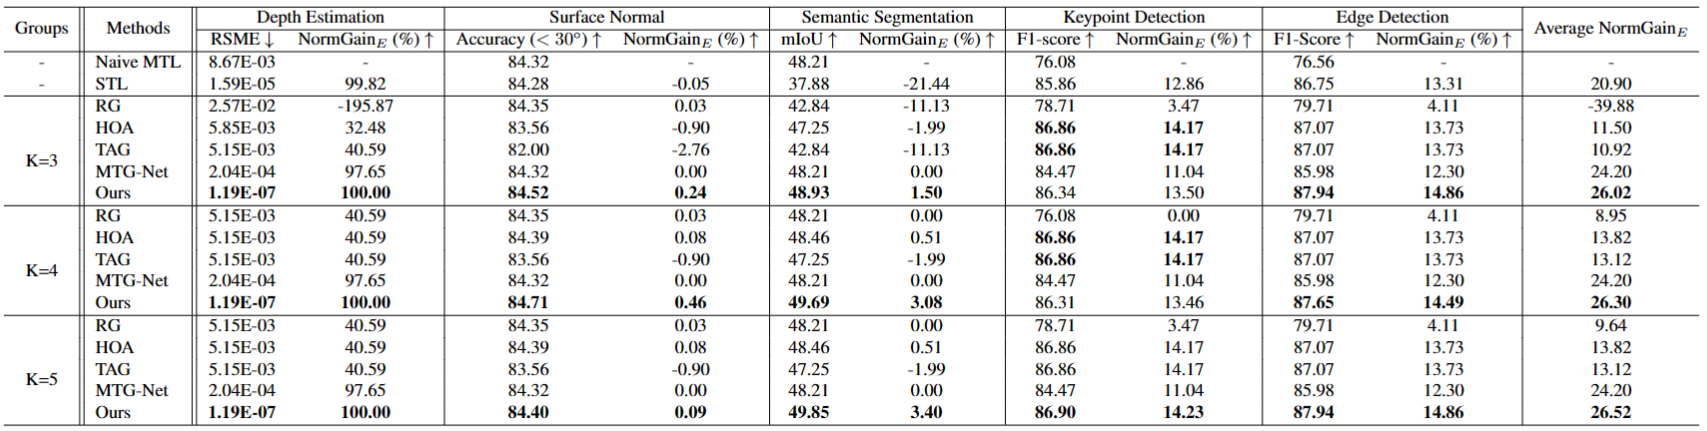 Groups Methods Depth Estimation Surface Normal Semantic Segmentation Keypoint Detection Edge Detection Average NormGain_E
RSME ↓ NormGain_E (%) ↑ Accuracy (< 30°) ↑ NormGain_E (%) ↑ mIoU ↑ NormGain_E (%) ↑ F1-score ↑ NormGain_E (%) ↑ F1-Score ↑ NormGain_E (%) ↑
- Naive MTL 8.67E-03 - 84.32 - 48.21 - 76.08 - 76.56 - -
- STL 1.59E-05 99.82 84.28 -0.05 37.88 -21.44 85.86 12.86 86.75 13.31 20.90
K=3 RG 2.57E-02 -195.87 84.35 0.03 42.84 -11.13 78.71 3.47 79.71 4.11 -39.88
HOA 5.85E-03 32.48 83.56 -0.90 47.25 -1.99 86.86 14.17 87.07 13.73 11.50
TAG 5.15E-03 40.59 82.00 -2.76 42.84 -11.13 86.86 14.17 87.07 13.73 10.92
MTG-Net 2.04E-04 97.65 84.32 0.00 48.21 0.00 84.47 11.04 85.98 12.30 24.20
Ours 1.19E-07 100.00 84.52 0.24 48.93 1.50 86.34 13.50 87.94 14.86 26.02
K=4 RG 5.15E-03 40.59 84.35 0.03 48.21 0.00 76.08 0.00 79.71 4.11 8.95
HOA 5.15E-03 40.59 84.39 0.08 48.46 0.51 86.86 14.17 87.07 13.73 13.82
TAG 5.15E-03 40.59 83.56 -0.90 47.25 -1.99 86.86 14.17 87.07 13.73 13.12
MTG-Net 2.04E-04 97.65 84.32 0.00 48.21 0.00 84.47 11.04 85.98 12.30 24.20
Ours 1.19E-07 100.00 84.71 0.46 49.69 3.08 86.31 13.46 87.65 14.49 26.30
K=5 RG 5.15E-03 40.59 84.35 0.03 48.21 0.00 78.71 3.47 79.71 4.11 9.64
HOA 5.15E-03 40.59 84.39 0.08 48.46 0.51 86.86 14.17 87.07 13.73 13.82
TAG 5.15E-03 40.59 83.56 -0.90 47.25 -1.99 86.86 14.17 87.07 13.73 13.12
MTG-Net 2.04E-04 97.65 84.32 0.00 48.21 0.00 84.47 11.04 85.98 12.30 24.20
Ours 1.19E-07 100.00 84.40 0.09 49.85 3.40 86.90 14.23 87.94 14.86 26.52